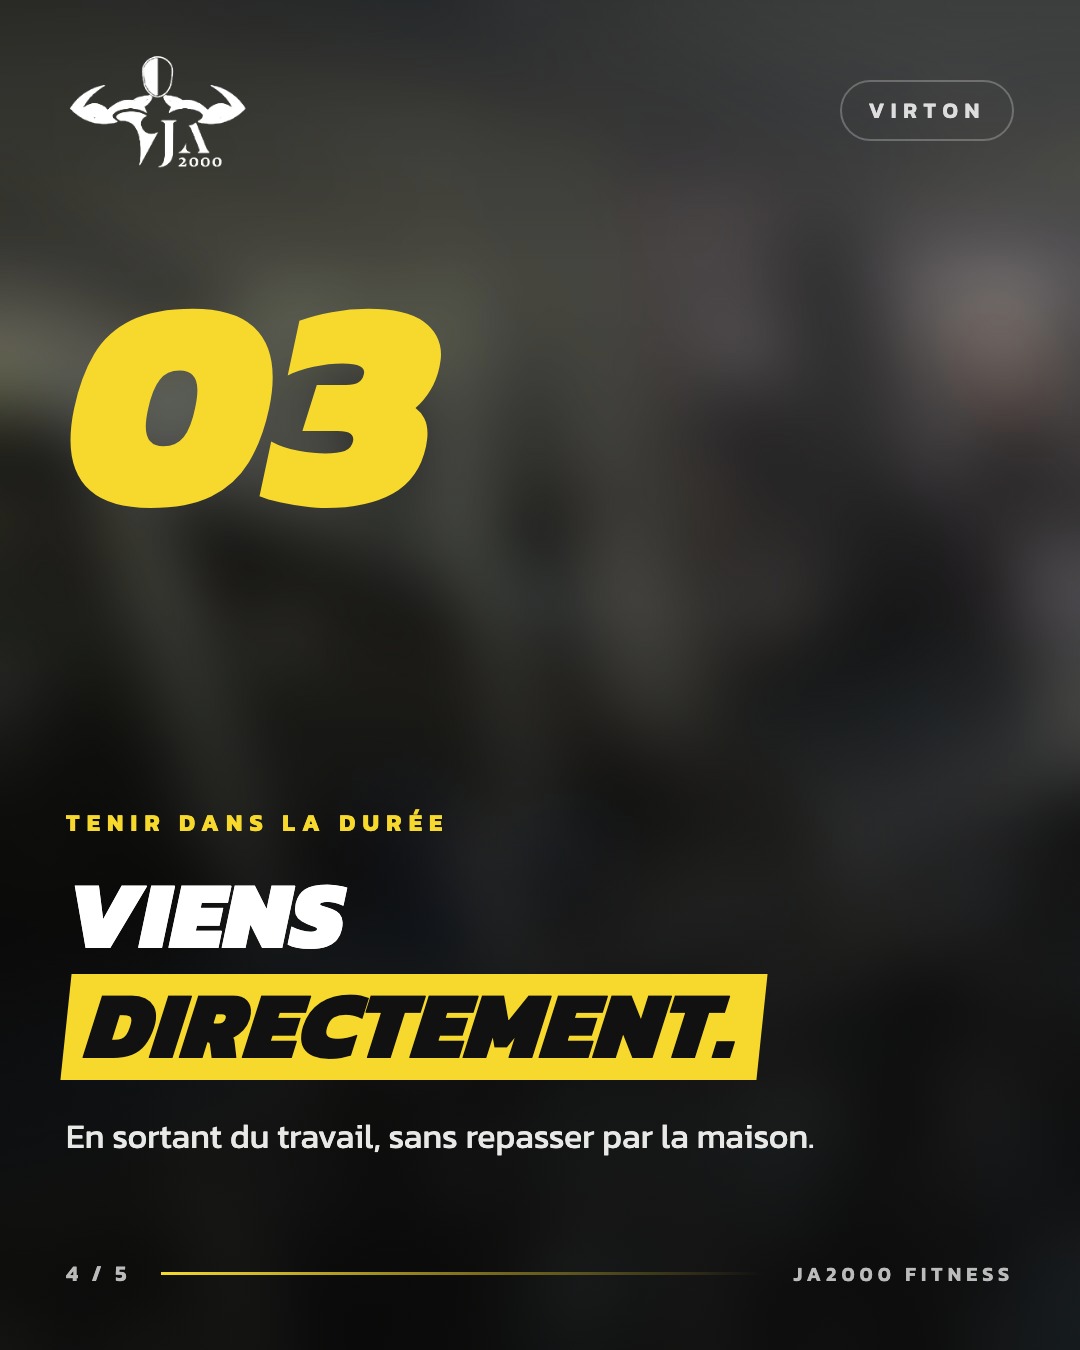 JA
2000
VIRTON
03
TENIR DANS LA DURÉE
VIENS
DIRECTEMENT.
En sortant du travail, sans repasser par la maison.
4 / 5
JA2000 FITNESS